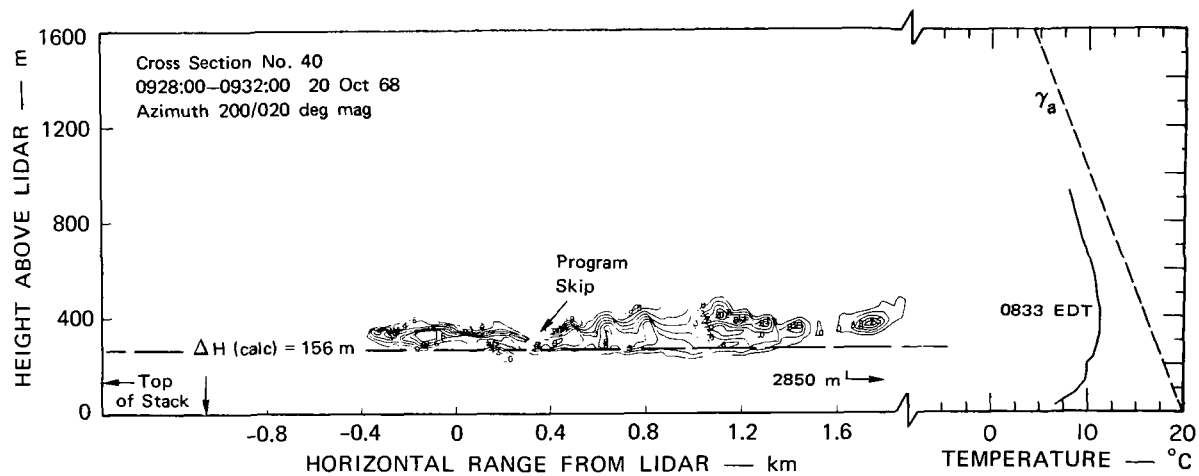 1600
1200
800
400
0
HEIGHT ABOVE LIDAR — m
Cross Section No. 40
0928:00–0932:00 20 Oct 68
Azimuth 200/020 deg mag
Program
Skip
ΔH (calc) = 156 m
Top
of Stack
2850 m
-0.8 -0.4 0 0.4 0.8 1.2 1.6
HORIZONTAL RANGE FROM LIDAR — km
γa
0833 EDT
0 10 20
TEMPERATURE — °C